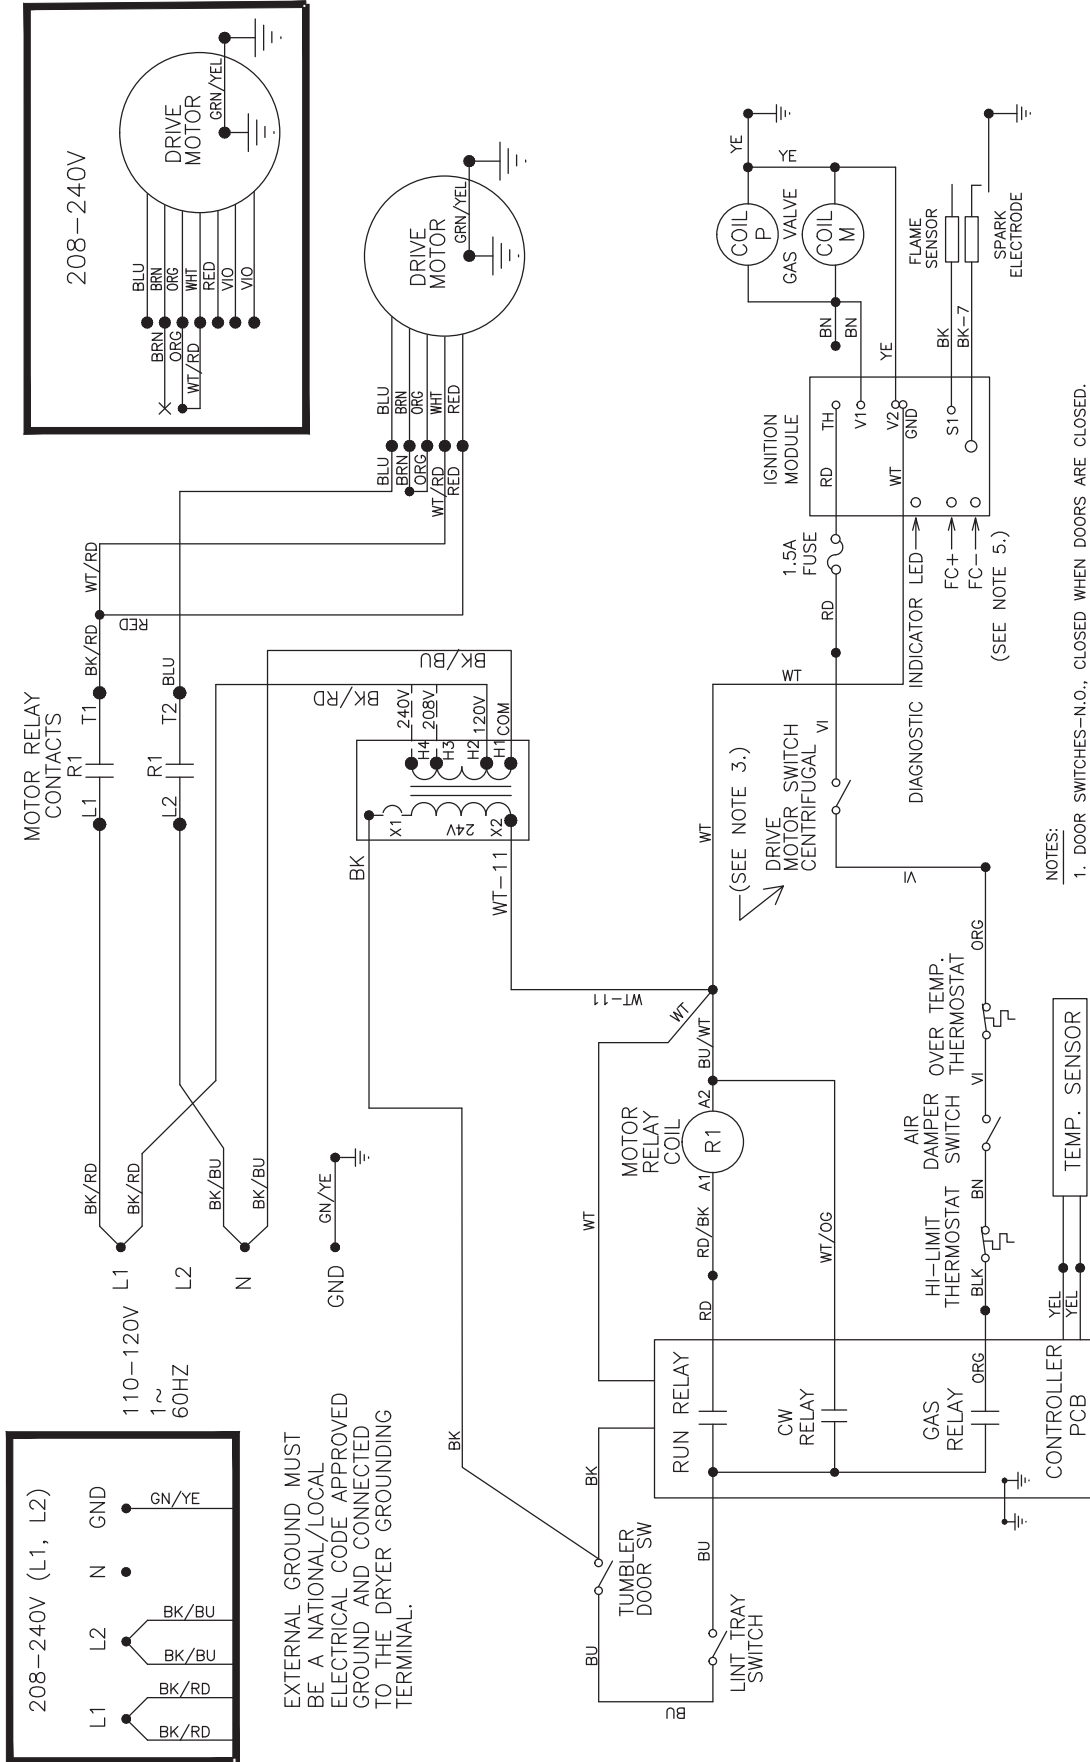 208–240V (L1, L2)
L1
L2
N
GND
BK/RD
BK/RD
BK/BU
BK/BU
GN/YE
110–120V
1~
60HZ
L1
L2
N
GND
BK/RD
BK/RD
BK/BU
BK/BU
GN/YE
EXTERNAL GROUND MUST
BE A NATIONAL/LOCAL
ELECTRICAL CODE APPROVED
GROUND AND CONNECTED
TO THE DRYER GROUNDING
TERMINAL.
MOTOR RELAY
CONTACTS
L1
R1
T1
BK/RD
WT/RD
L2
R1
T2
BLU
RED
208–240V
BLU
BRN
ORG
WHT
RED
VIO
VIO
BRN
ORG
WT/RD
DRIVE
MOTOR
GRN/YEL
BLU
BRN
ORG
WT/RD
RED
BLU
BRN
ORG
WHT
RED
DRIVE
MOTOR
GRN/YEL
BK/RD
BK/BU
240V
208V
120V
COM
H4
H3
H2
H1
X1
24V
X2
BK
WT–11
WT–11
BK
TUMBLER
DOOR SW
BK
BU
BU
LINT TRAY
SWITCH
BU
WT
WT
WT
WT
RUN RELAY
RD
RD/BK
A1
MOTOR
RELAY
COIL
R1
A2
BU/WT
CW
RELAY
WT/OG
GAS
RELAY
ORG
BLK
HI–LIMIT
THERMOSTAT
BN
AIR
DAMPER
SWITCH
VI
OVER TEMP.
THERMOSTAT
ORG
VI
(SEE NOTE 3.)
DRIVE
MOTOR SWITCH
CENTRIFUGAL
VI
RD
1.5A
FUSE
RD
IGNITION
MODULE
TH
V1
V2
GND
WT
S1
DIAGNOSTIC INDICATOR LED
FC+
FC–
(SEE NOTE 5.)
BN
BN
YE
BK
BK–7
COIL
P
GAS VALVE
COIL
M
YE
YE
FLAME
SENSOR
SPARK
ELECTRODE
CONTROLLER
PCB
YEL
YEL
TEMP. SENSOR
NOTES:
1. DOOR SWITCHES–N.O., CLOSED WHEN DOORS ARE CLOSED.